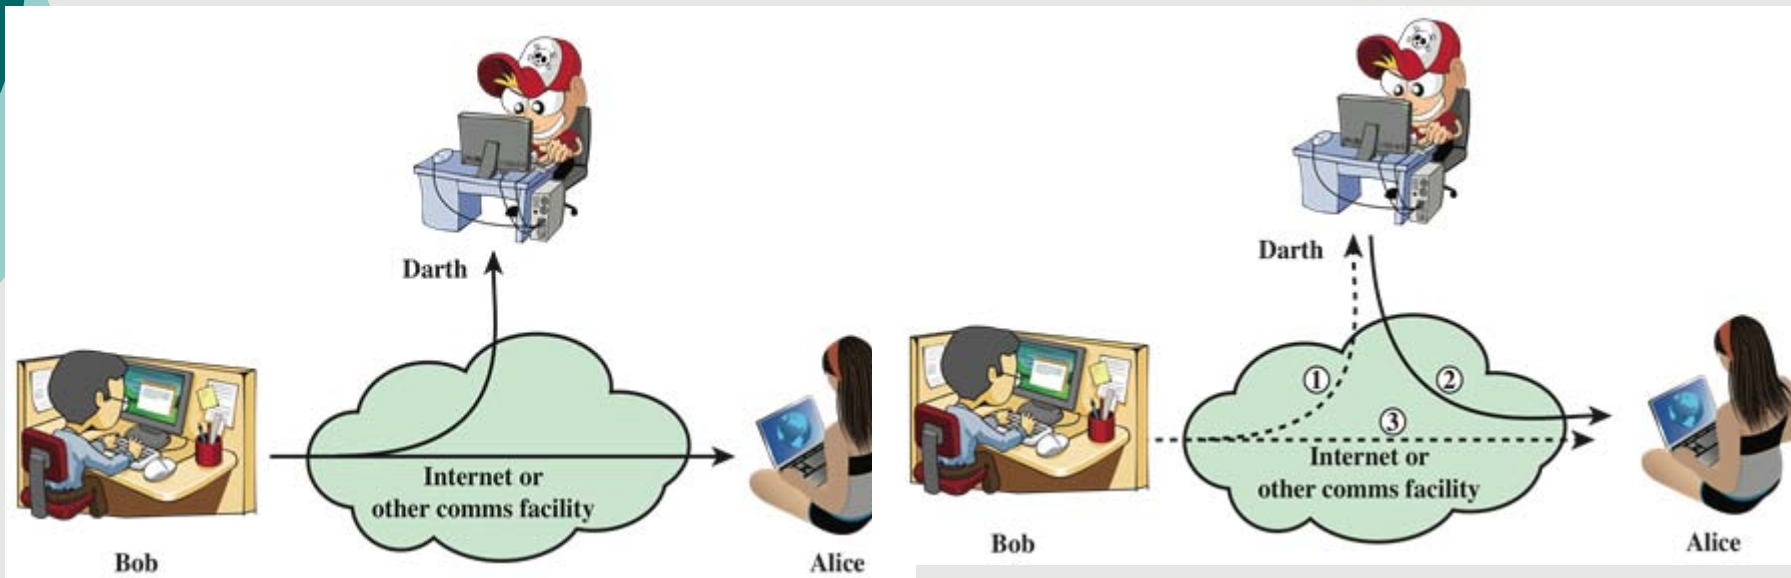 Darth
Internet or
other comms facility
Bob
Alice
Darth
①
②
③
Internet or
other comms facility
Bob
Alice